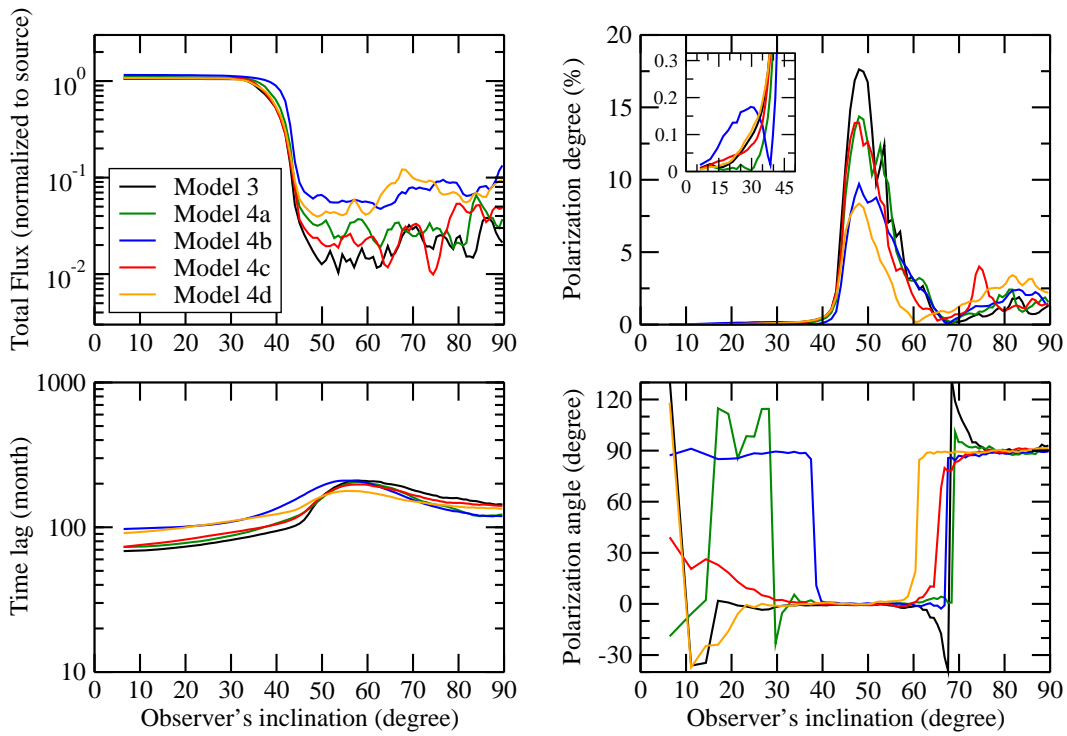 Total Flux (normalized to source)
10^0
10^-1
10^-2
Model 3
Model 4a
Model 4b
Model 4c
Model 4d
0 10 20 30 40 50 60 70 80 90
Polarization degree (%)
20
15
10
5
0
0.3
0.2
0.1
0
0 15 30 45
0 10 20 30 40 50 60 70 80 90
Time lag (month)
1000
100
10
0 10 20 30 40 50 60 70 80 90
Observer's inclination (degree)
Polarization angle (degree)
120
90
60
30
0
-30
0 10 20 30 40 50 60 70 80 90
Observer's inclination (degree)